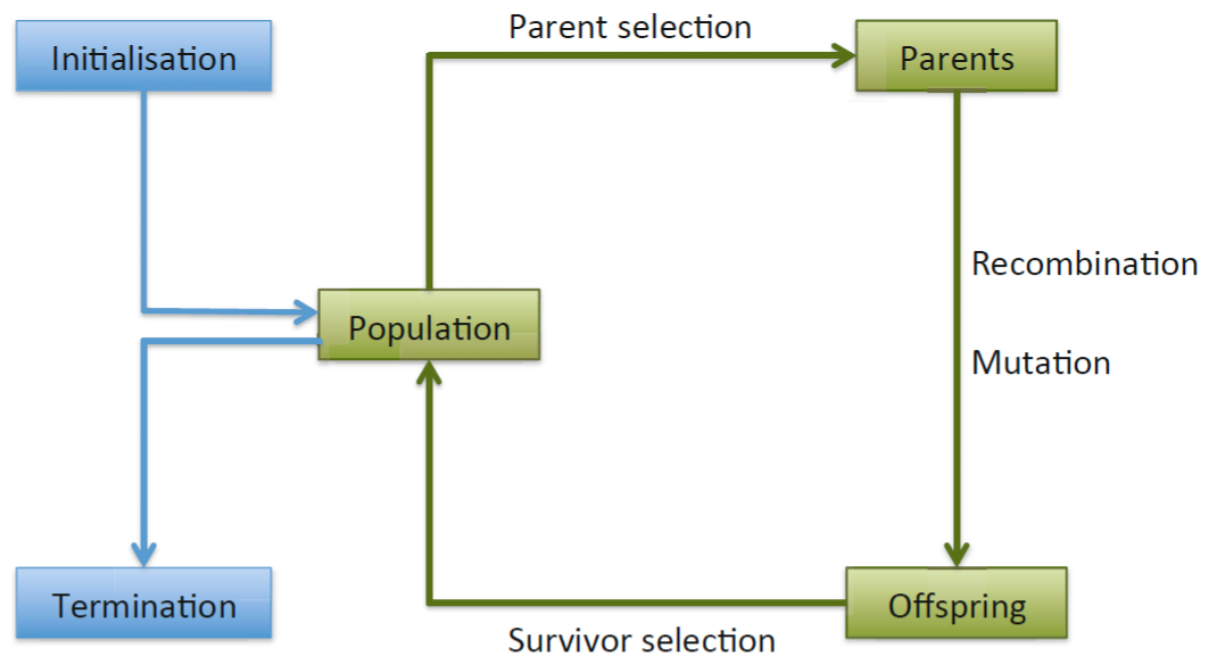 Parent selection
Initialisation
Parents
Recombination
Population
Mutation
Termination
Offspring
Survivor selection